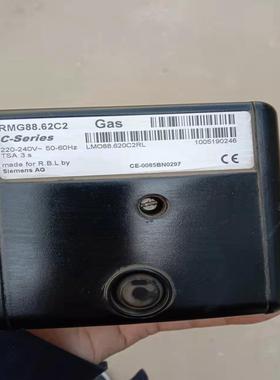 RMG88.62C2 Gas
C-Series
220-240V~ 50-60Hz LMO88.620C2RL 1005190246
TSA 3 s
made for R.B.L by
Siemens AG CE-0085BN0297 CE